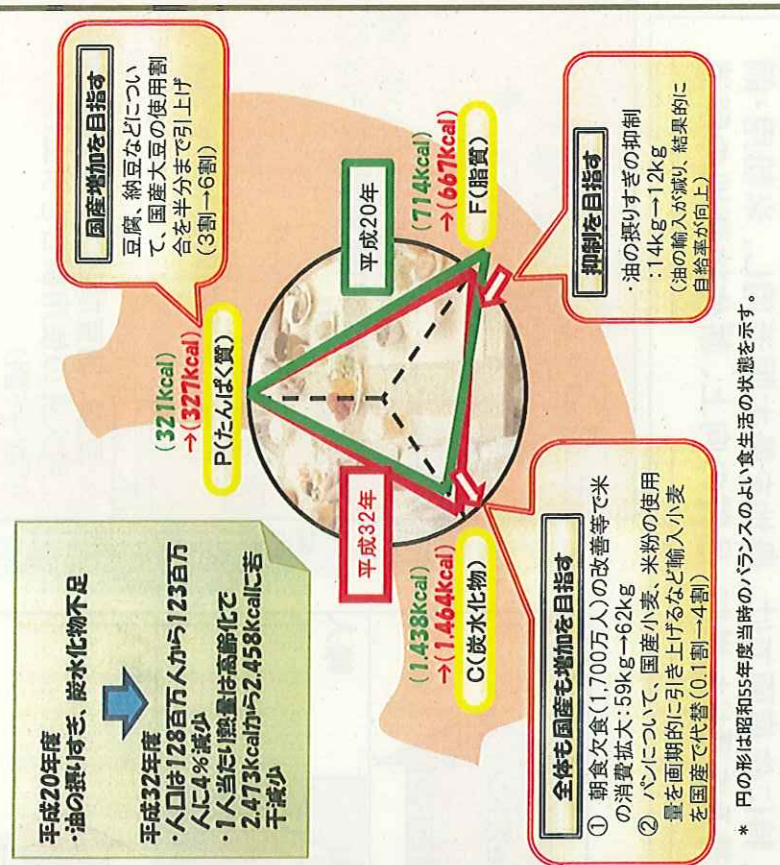 平成20年度
・油の摂りすぎ、炭水化物不足
平成32年度
・人口は128百万人から123百万
人に4%減少
・1人当たり熱量は高齢化で
2,473kcalから2,458kcalに若
干減少
国産増加を目指す
豆腐、納豆などについ
て、国産大豆の使用割
合を半分まで引上げ
(3割→6割)
(321kcal)
→(327kcal)
P(たんぱく質)
平成20年
平成32年
(714kcal)
→(667kcal)
F(脂質)
(1,438kcal)
→(1,464kcal)
C(炭水化物)
抑制を目指す
・油の摂りすぎの抑制
:14kg→12kg
(油の輸入が減り、結果的に
自給率が向上)
全体も国産も増加を目指す
① 朝食欠食(1,700万人)の改善等で米
の消費拡大:59kg→62kg
② パンについて、国産小麦、米粉の使用
量を画期的に引き上げるなど輸入小麦
を国産で代替(0.1割→4割)
* 円の形は昭和55年度当時のバランスのよい食生活の状態を示す。